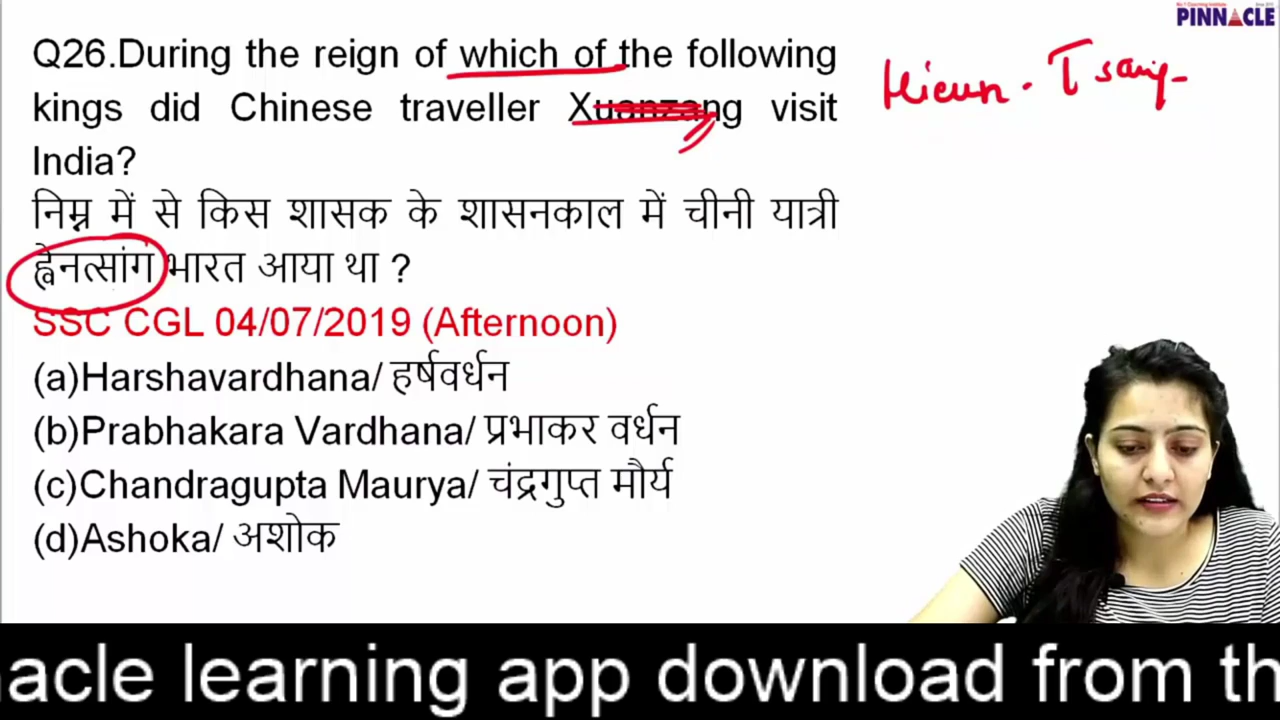 PINNACLE
Q26.During the reign of which of the following
kings did Chinese traveller Xuanzang visit
India?
Hieun. Tsang
निम्न में से किस शासक के शासनकाल में चीनी यात्री
ह्वेनत्सांग भारत आया था ?
SSC CGL 04/07/2019 (Afternoon)
(a)Harshavardhana/ हर्षवर्धन
(b)Prabhakara Vardhana/ प्रभाकर वर्धन
(c)Chandragupta Maurya/ चंद्रगुप्त मौर्य
(d)Ashoka/ अशोक
nacle learning app download from th